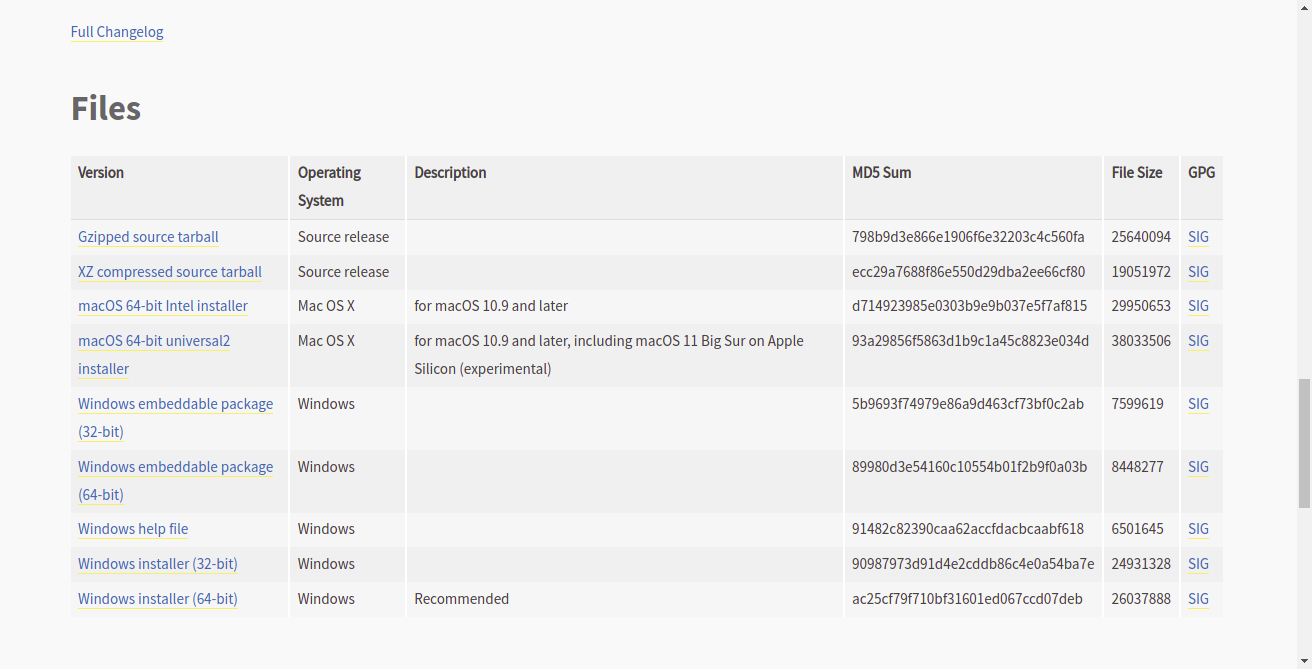 Full Changelog
Files
Version Operating System Description MD5 Sum File Size GPG
Gzipped source tarball Source release 798b9d3e866e1906f6e32203c4c560fa 25640094 SIG
XZ compressed source tarball Source release ecc29a7688f86e550d29dba2ee66cf80 19051972 SIG
macOS 64-bit Intel installer Mac OS X for macOS 10.9 and later d714923985e0303b9e9b037e5f7af815 29950653 SIG
macOS 64-bit universal2 installer Mac OS X for macOS 10.9 and later, including macOS 11 Big Sur on Apple Silicon (experimental) 93a29856f5863d1b9c1a45c8823e034d 38033506 SIG
Windows embeddable package (32-bit) Windows 5b9693f74979e86a9d463cf73bf0c2ab 7599619 SIG
Windows embeddable package (64-bit) Windows 89980d3e54160c10554b01f2b9f0a03b 8448277 SIG
Windows help file Windows 91482c82390caa62accfdacbcaabf618 6501645 SIG
Windows installer (32-bit) Windows 90987973d91d4e2cddb86c4e0a54ba7e 24931328 SIG
Windows installer (64-bit) Windows Recommended ac25cf79f710bf31601ed067ccd07deb 26037888 SIG